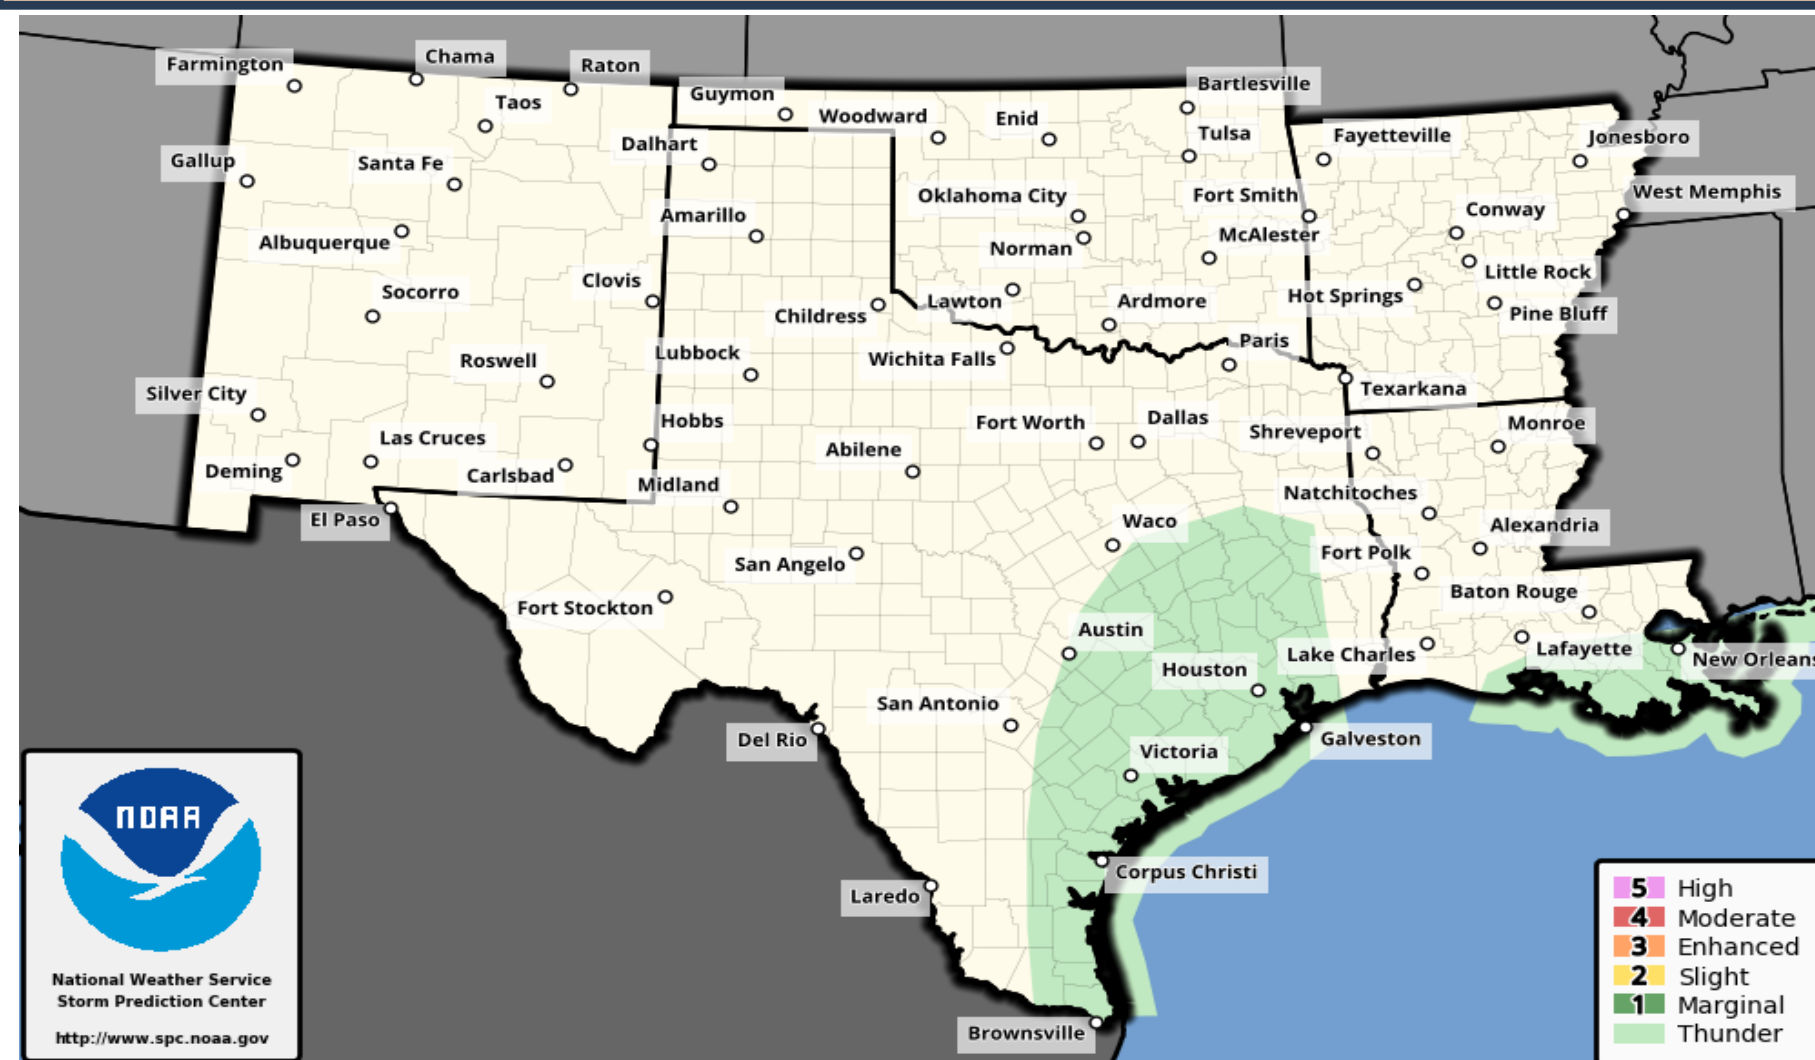 Farmington
Chama
Raton
Taos
Guymon
Woodward
Enid
Bartlesville
Tulsa
Fayetteville
Jonesboro
Gallup
Santa Fe
Dalhart
Oklahoma City
Fort Smith
Conway
West Memphis
Albuquerque
Amarillo
Norman
McAlester
Little Rock
Socorro
Clovis
Childress
Lawton
Ardmore
Hot Springs
Pine Bluff
Roswell
Lubbock
Wichita Falls
Paris
Texarkana
Silver City
Hobbs
Fort Worth
Dallas
Shreveport
Monroe
Las Cruces
Deming
Carlsbad
Midland
Abilene
Natchitoches
El Paso
San Angelo
Waco
Fort Polk
Alexandria
Fort Stockton
Austin
Baton Rouge
Houston
Lake Charles
Lafayette
New Orleans
San Antonio
Del Rio
Victoria
Galveston
Laredo
Corpus Christi
Brownsville
NOAA
National Weather Service
Storm Prediction Center
http://www.spc.noaa.gov
5 High
4 Moderate
3 Enhanced
2 Slight
1 Marginal
Thunder